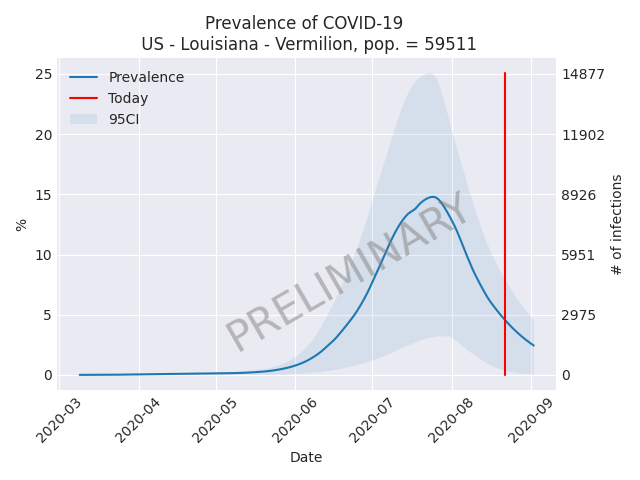 Prevalence of COVID-19
US - Louisiana - Vermilion, pop. = 59511
Prevalence
Today
95CI
25
20
15
10
5
0
%
14877
11902
8926
5951
2975
0
# of infections
PRELIMINARY
2020-03
2020-04
2020-05
2020-06
2020-07
2020-08
2020-09
Date